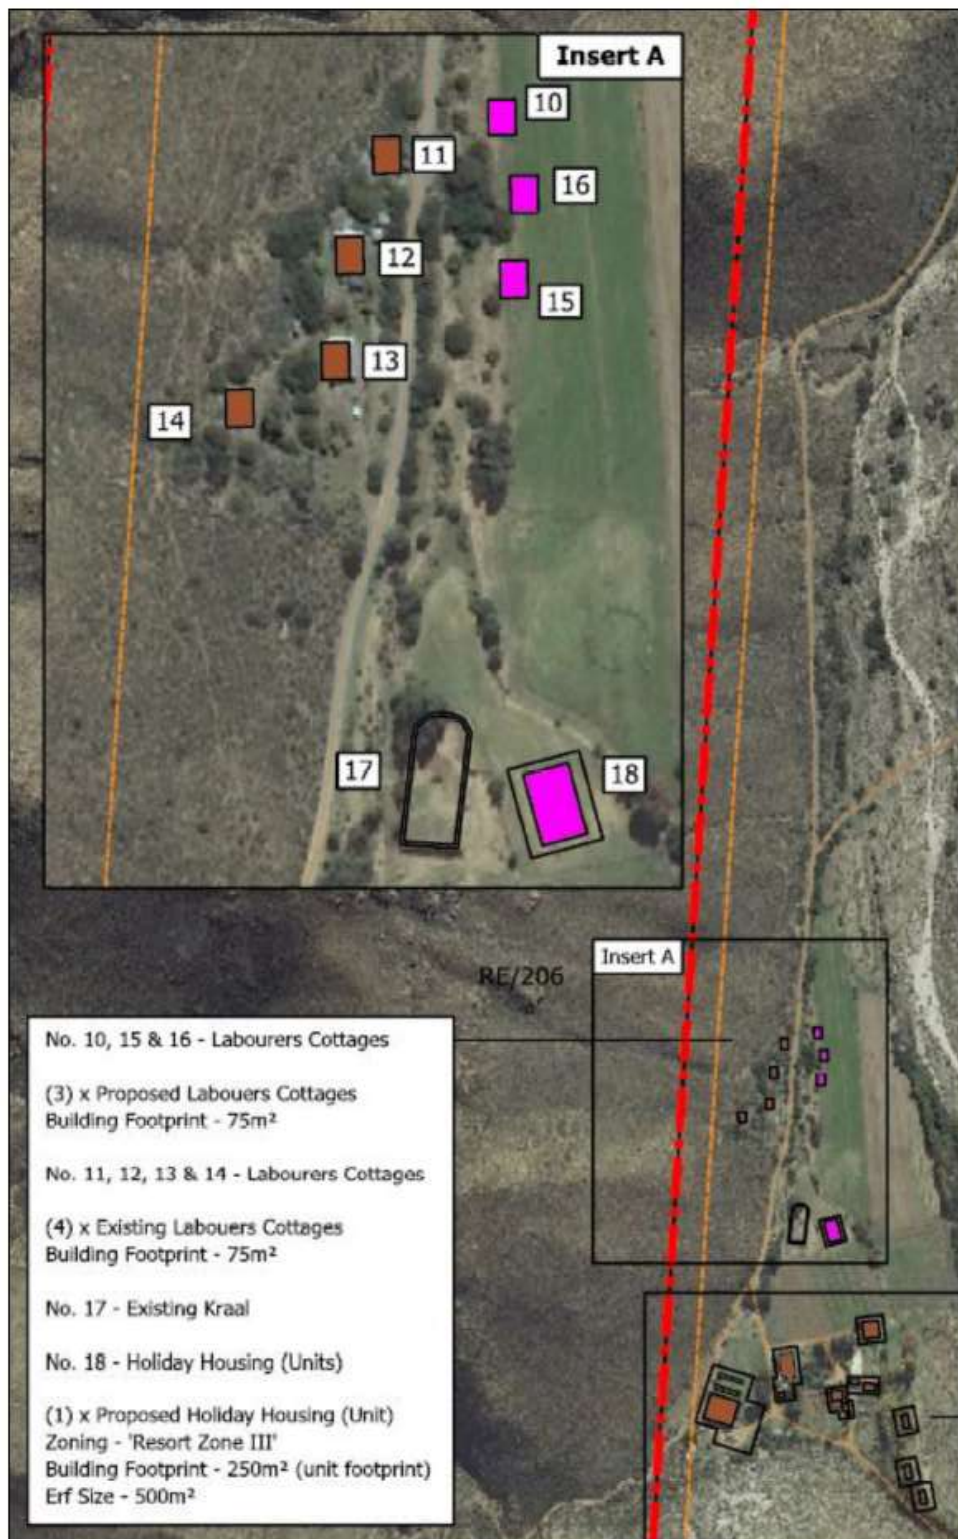 Insert A
10
11
16
12
15
13
14
17
18
Insert A
RE/206
No. 10, 15 & 16 - Labourers Cottages
(3) x Proposed Labouers Cottages
Building Footprint - 75m²
No. 11, 12, 13 & 14 - Labourers Cottages
(4) x Existing Labouers Cottages
Building Footprint - 75m²
No. 17 - Existing Kraal
No. 18 - Holiday Housing (Units)
(1) x Proposed Holiday Housing (Unit)
Zoning - 'Resort Zone III'
Building Footprint - 250m² (unit footprint)
Erf Size - 500m²